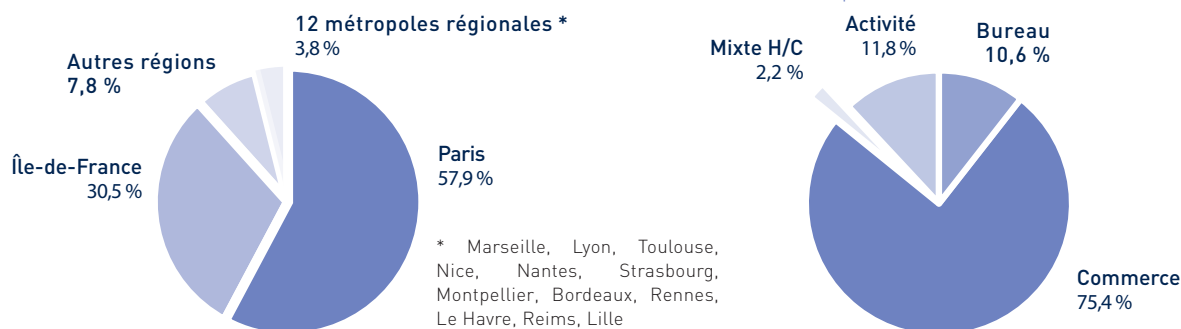 12 métropoles régionales *
3,8 %
Autres régions
7,8 %
Île-de-France
30,5 %
Paris
57,9 %
* Marseille, Lyon, Toulouse,
Nice, Nantes, Strasbourg,
Montpellier, Bordeaux, Rennes,
Le Havre, Reims, Lille
Activité
11,8 %
Bureau
10,6 %
Mixte H/C
2,2 %
Commerce
75,4 %